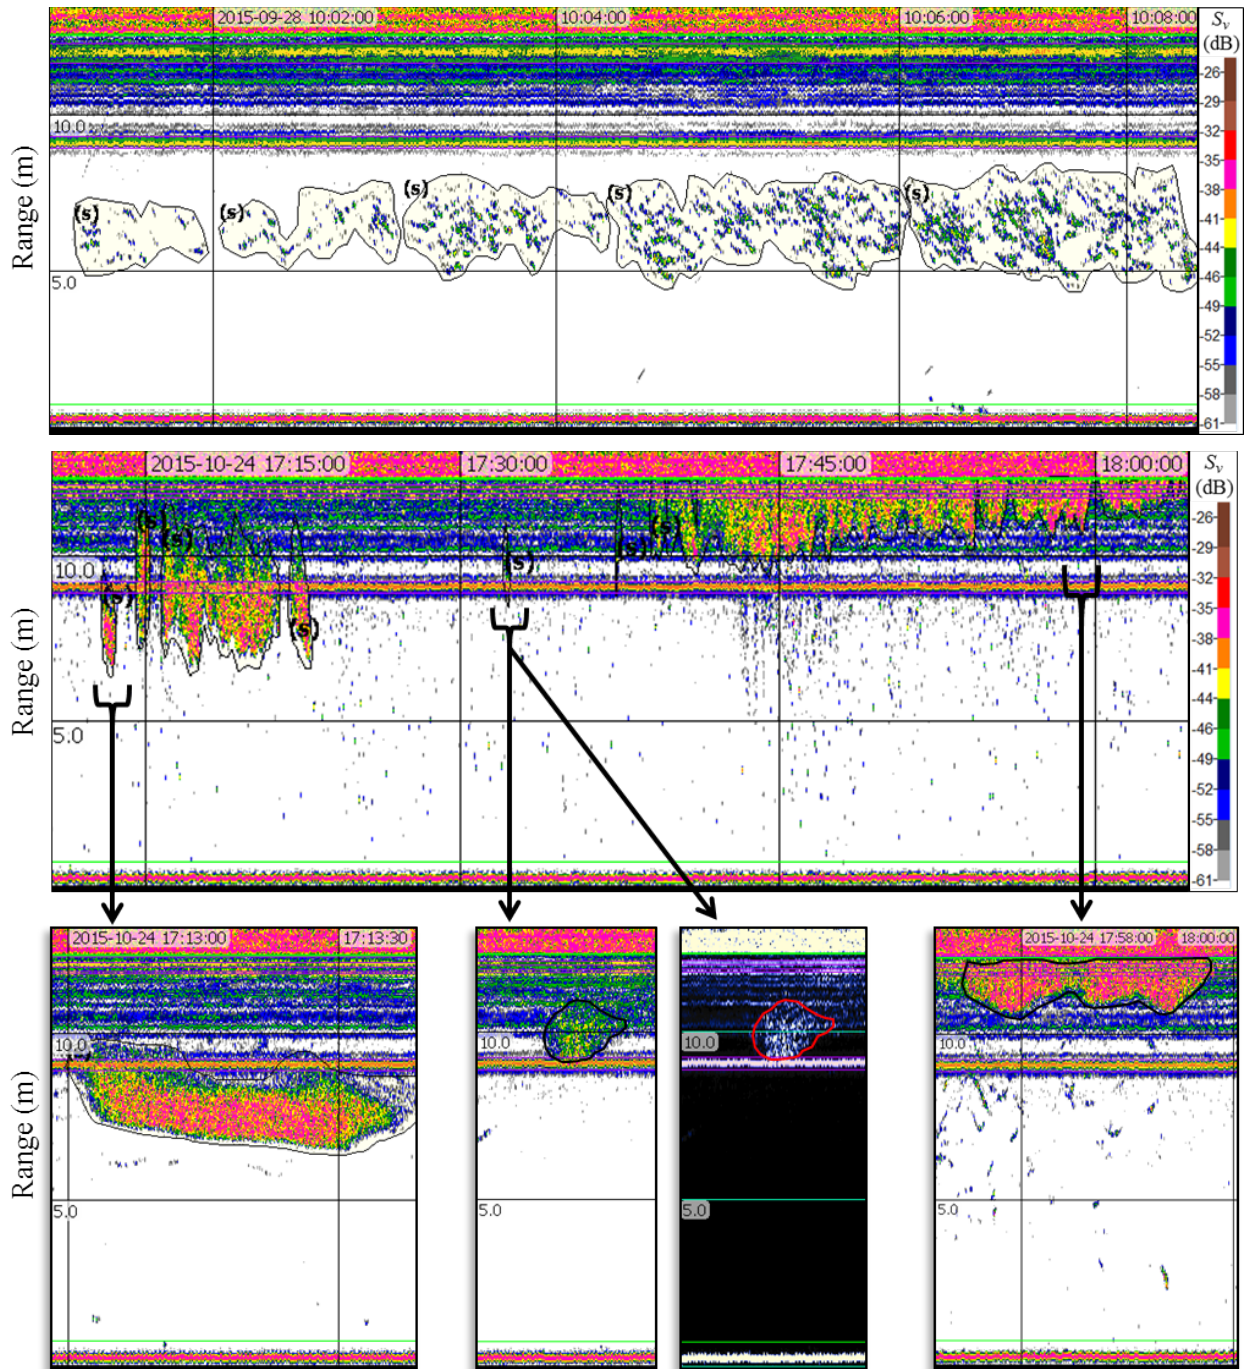 2015-09-28 10:02:00
10:04:00
10:06:00
10:08:00
Sv
(dB)
-26
-29
-32
-35
-38
-41
-44
-46
-49
-52
-55
-58
-61
Range (m)
10.0
5.0
(s)
(s)
(s)
(s)
(s)
2015-10-24 17:15:00
17:30:00
17:45:00
18:00:00
Sv
(dB)
-26
-29
-32
-35
-38
-41
-44
-46
-49
-52
-55
-58
-61
Range (m)
10.0
5.0
(s)
(s)
(s)
(s)
(s)
(s)
(s)
2015-10-24 17:13:00
17:13:30
Range (m)
10.0
5.0
10.0
5.0
10.0
5.0
2015-10-24 17:58:00
18:00:00
10.0
5.0